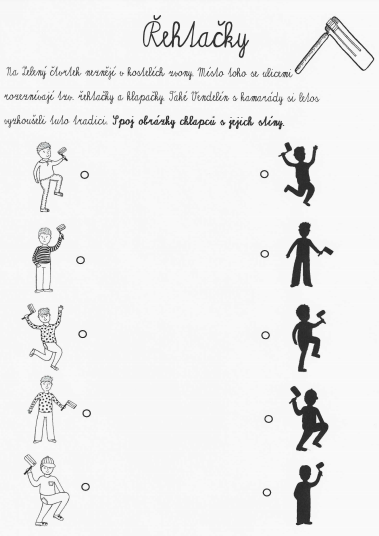 Řehtačky
Na Zelený čtvrtek neznějí v kostelích zvony. Místo toho se ulicemi
rozeznívají tzv. řehtačky a klapačky. Také Vendelín s kamarády si letos
vyzkoušeli tuto tradici. Spoj obrázky chlapců s jejich stíny.